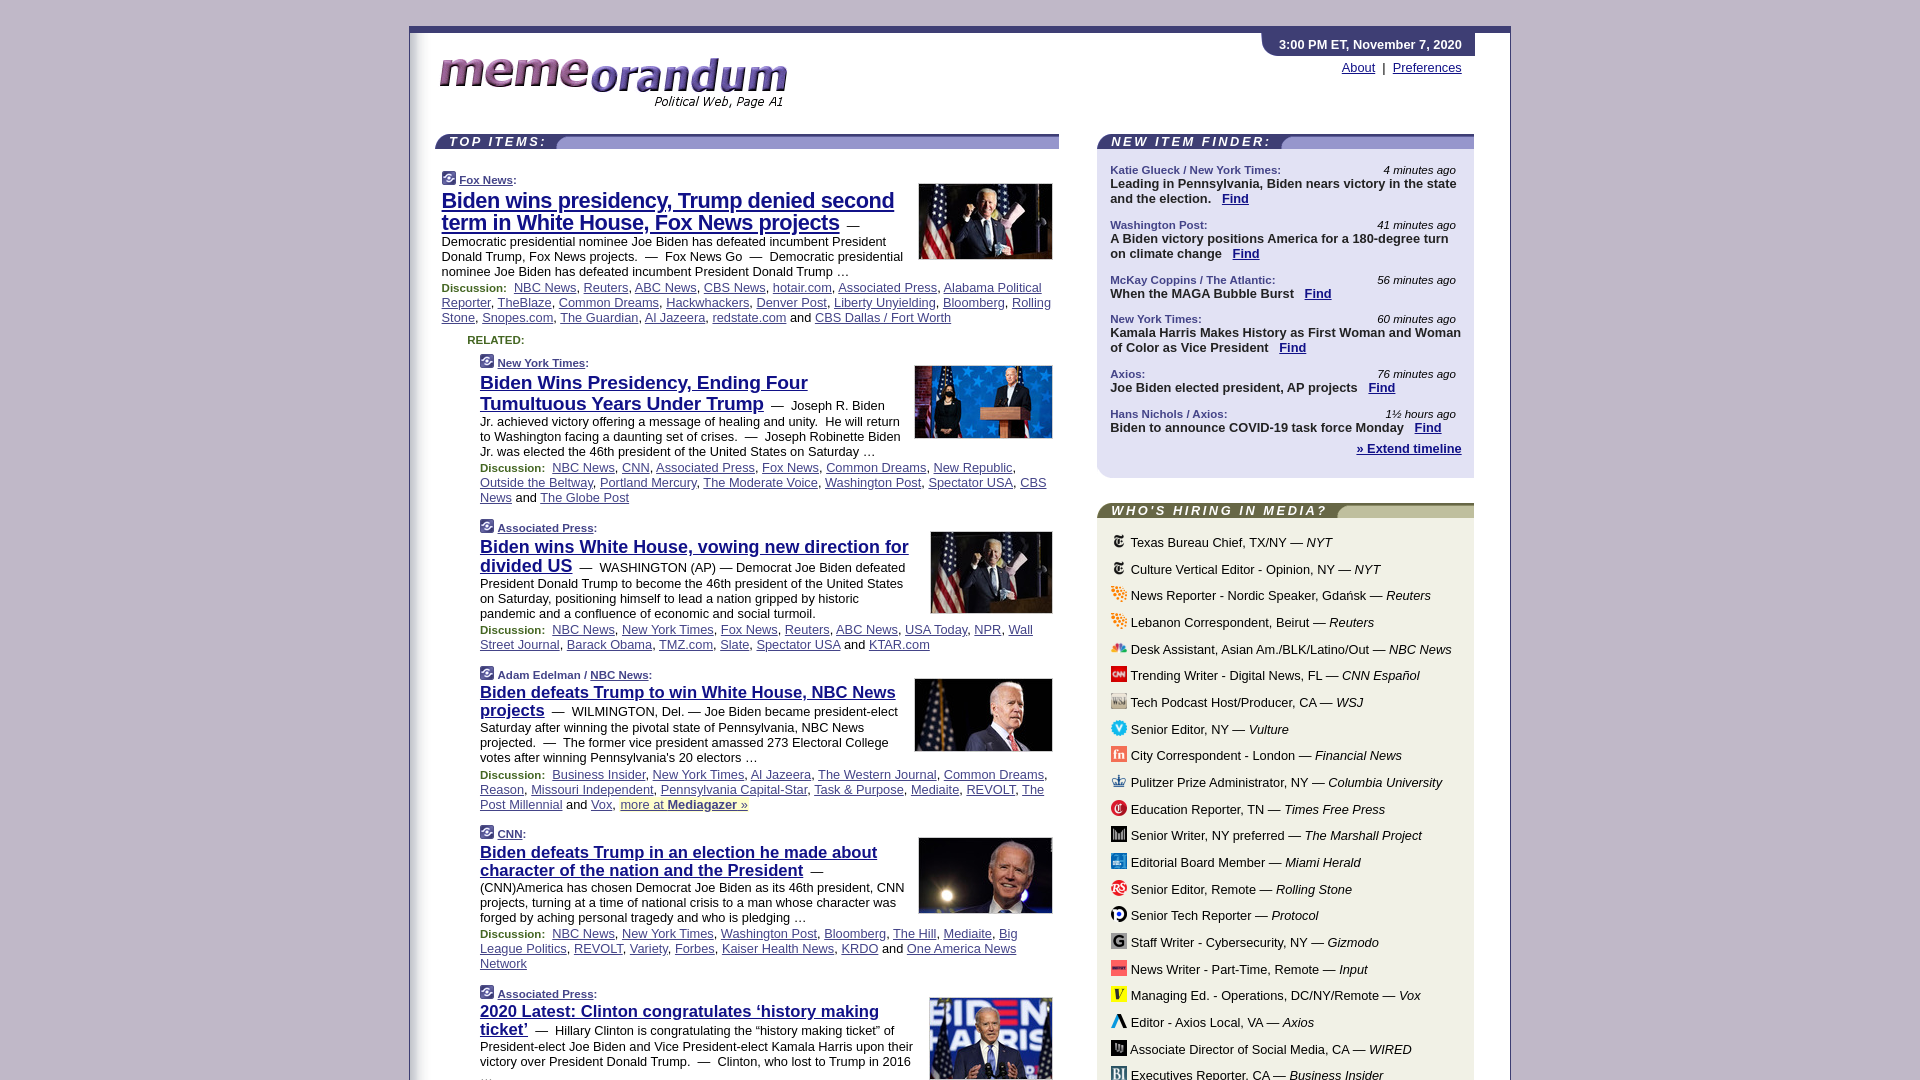 3:00 PM ET, November 7, 2020
About | Preferences
memeorandum
Political Web, Page A1
TOP ITEMS:
Fox News:
Biden wins presidency, Trump denied second
term in White House, Fox News projects —
Democratic presidential nominee Joe Biden has defeated incumbent President
Donald Trump, Fox News projects. — Fox News Go — Democratic presidential
nominee Joe Biden has defeated incumbent President Donald Trump …
Discussion: NBC News, Reuters, ABC News, CBS News, hotair.com, Associated Press, Alabama Political
Reporter, TheBlaze, Common Dreams, Hackwhackers, Denver Post, Liberty Unyielding, Bloomberg, Rolling
Stone, Snopes.com, The Guardian, Al Jazeera, redstate.com and CBS Dallas / Fort Worth
RELATED:
New York Times:
Biden Wins Presidency, Ending Four
Tumultuous Years Under Trump — Joseph R. Biden
Jr. achieved victory offering a message of healing and unity. He will return
to Washington facing a daunting set of crises. — Joseph Robinette Biden
Jr. was elected the 46th president of the United States on Saturday …
Discussion: NBC News, CNN, Associated Press, Fox News, Common Dreams, New Republic,
Outside the Beltway, Portland Mercury, The Moderate Voice, Washington Post, Spectator USA, CBS
News and The Globe Post
Associated Press:
Biden wins White House, vowing new direction for
divided US — WASHINGTON (AP) — Democrat Joe Biden defeated
President Donald Trump to become the 46th president of the United States
on Saturday, positioning himself to lead a nation gripped by historic
pandemic and a confluence of economic and social turmoil.
Discussion: NBC News, New York Times, Fox News, Reuters, ABC News, USA Today, NPR, Wall
Street Journal, Barack Obama, TMZ.com, Slate, Spectator USA and KTAR.com
Adam Edelman / NBC News:
Biden defeats Trump to win White House, NBC News
projects — WILMINGTON, Del. — Joe Biden became president-elect
Saturday after winning the pivotal state of Pennsylvania, NBC News
projected. — The former vice president amassed 273 Electoral College
votes after winning Pennsylvania's 20 electors …
Discussion: Business Insider, New York Times, Al Jazeera, The Western Journal, Common Dreams,
Reason, Missouri Independent, Pennsylvania Capital-Star, Task & Purpose, Mediaite, REVOLT, The
Post Millennial and Vox, more at Mediagazer »
CNN:
Biden defeats Trump in an election he made about
character of the nation and the President —
(CNN)America has chosen Democrat Joe Biden as its 46th president, CNN
projects, turning at a time of national crisis to a man whose character was
forged by aching personal tragedy and who is pledging …
Discussion: NBC News, New York Times, Washington Post, Bloomberg, The Hill, Mediaite, Big
League Politics, REVOLT, Variety, Forbes, Kaiser Health News, KRDO and One America News
Network
Associated Press:
2020 Latest: Clinton congratulates ‘history making
ticket’ — Hillary Clinton is congratulating the “history making ticket” of
President-elect Joe Biden and Vice President-elect Kamala Harris upon their
victory over President Donald Trump. — Clinton, who lost to Trump in 2016
…
BIDEN
HARRIS
NEW ITEM FINDER:
Katie Glueck / New York Times: 4 minutes ago
Leading in Pennsylvania, Biden nears victory in the state
and the election. Find
Washington Post: 41 minutes ago
A Biden victory positions America for a 180-degree turn
on climate change Find
McKay Coppins / The Atlantic: 56 minutes ago
When the MAGA Bubble Burst Find
New York Times: 60 minutes ago
Kamala Harris Makes History as First Woman and Woman
of Color as Vice President Find
Axios: 76 minutes ago
Joe Biden elected president, AP projects Find
Hans Nichols / Axios: 1½ hours ago
Biden to announce COVID-19 task force Monday Find
» Extend timeline
WHO'S HIRING IN MEDIA?
Texas Bureau Chief, TX/NY — NYT
Culture Vertical Editor - Opinion, NY — NYT
News Reporter - Nordic Speaker, Gdańsk — Reuters
Lebanon Correspondent, Beirut — Reuters
Desk Assistant, Asian Am./BLK/Latino/Out — NBC News
Trending Writer - Digital News, FL — CNN Español
Tech Podcast Host/Producer, CA — WSJ
Senior Editor, NY — Vulture
City Correspondent - London — Financial News
Pulitzer Prize Administrator, NY — Columbia University
Education Reporter, TN — Times Free Press
Senior Writer, NY preferred — The Marshall Project
Editorial Board Member — Miami Herald
Senior Editor, Remote — Rolling Stone
Senior Tech Reporter — Protocol
Staff Writer - Cybersecurity, NY — Gizmodo
News Writer - Part-Time, Remote — Input
Managing Ed. - Operations, DC/NY/Remote — Vox
Editor - Axios Local, VA — Axios
Associate Director of Social Media, CA — WIRED
Executives Reporter, CA — Business Insider